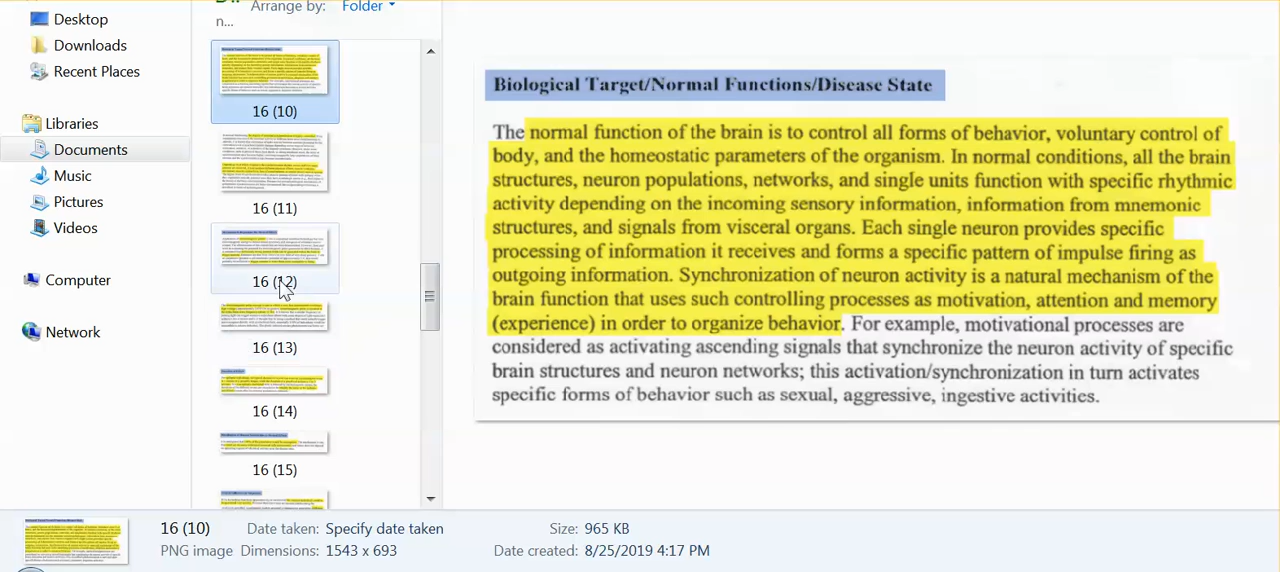 Desktop
Downloads
Recent Places
Libraries
Documents
Music
Pictures
Videos
Computer
Network
Arrange by: Folder
n...
16 (10)
16 (11)
16 (12)
16 (13)
16 (14)
16 (15)
Biological Target/Normal Functions/Disease State
The normal function of the brain is to control all forms of behavior, voluntary control of
body, and the homeostatic parameters of the organism. In normal conditions, all the brain
structures, neuron populations, networks, and single units function with specific rhythmic
activity depending on the incoming sensory information, information from mnemonic
structures, and signals from visceral organs. Each single neuron provides specific
processing of information it receives and forms a specific pattern of impulse firing as
outgoing information. Synchronization of neuron activity is a natural mechanism of the
brain function that uses such controlling processes as motivation, attention and memory
(experience) in order to organize behavior. For example, motivational processes are
considered as activating ascending signals that synchronize the neuron activity of specific
brain structures and neuron networks; this activation/synchronization in turn activates
specific forms of behavior such as sexual, aggressive, ingestive activities.
16 (10) Date taken: Specify date taken Size: 965 KB
PNG image Dimensions: 1543 x 693 Date created: 8/25/2019 4:17 PM